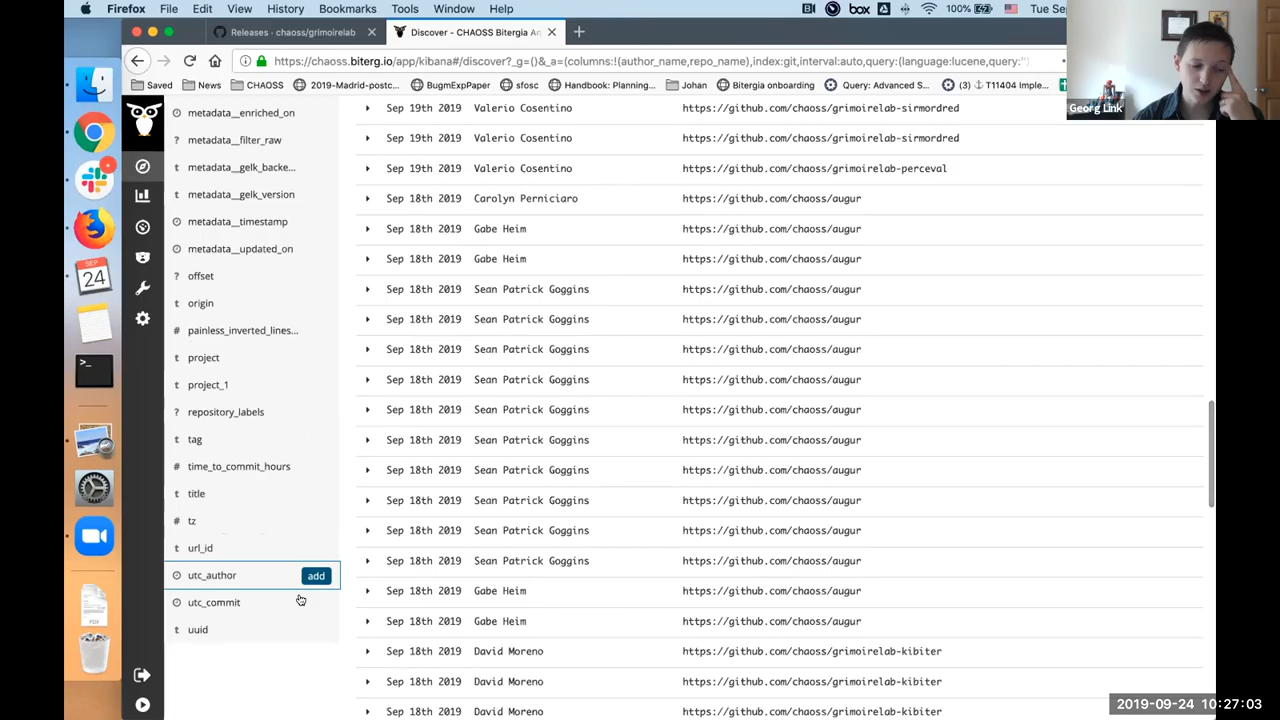 Firefox File Edit View History Bookmarks Tools Window Help box 100% Tue Se
Releases · chaoss/grimoirelab Discover - CHAOSS Bitergia An
https://chaoss.biterg.io/app/kibana#/discover?_g=()&_a=(columns:!(author_name,repo_name),index:git,interval:auto,query:(language:lucene,query:''
Saved CHAOSS 2019-Madrid-postc... BugmExpPaper sfosc Handbook: Planning... Johan Bitergia onboarding Query: Advanced S... (3) T11404 Imple...
Georg Link
metadata__enriched_on
metadata__filter_raw
metadata__gelk_backe...
metadata__gelk_version
metadata__timestamp
metadata__updated_on
? offset
t origin
# painless_inverted_lines...
t project
t project_1
? repository_labels
t tag
# time_to_commit_hours
t title
# tz
t url_id
utc_author add
utc_commit
t uuid
Sep 19th 2019 Valerio Cosentino https://github.com/chaoss/grimoirelab-sirmordred
Sep 19th 2019 Valerio Cosentino https://github.com/chaoss/grimoirelab-sirmordred
Sep 19th 2019 Valerio Cosentino https://github.com/chaoss/grimoirelab-perceval
Sep 18th 2019 Carolyn Perniciaro https://github.com/chaoss/augur
Sep 18th 2019 Gabe Heim https://github.com/chaoss/augur
Sep 18th 2019 Gabe Heim https://github.com/chaoss/augur
Sep 18th 2019 Sean Patrick Goggins https://github.com/chaoss/augur
Sep 18th 2019 Sean Patrick Goggins https://github.com/chaoss/augur
Sep 18th 2019 Sean Patrick Goggins https://github.com/chaoss/augur
Sep 18th 2019 Sean Patrick Goggins https://github.com/chaoss/augur
Sep 18th 2019 Sean Patrick Goggins https://github.com/chaoss/augur
Sep 18th 2019 Sean Patrick Goggins https://github.com/chaoss/augur
Sep 18th 2019 Sean Patrick Goggins https://github.com/chaoss/augur
Sep 18th 2019 Sean Patrick Goggins https://github.com/chaoss/augur
Sep 18th 2019 Sean Patrick Goggins https://github.com/chaoss/augur
Sep 18th 2019 Sean Patrick Goggins https://github.com/chaoss/augur
Sep 18th 2019 Gabe Heim https://github.com/chaoss/augur
Sep 18th 2019 Gabe Heim https://github.com/chaoss/augur
Sep 18th 2019 David Moreno https://github.com/chaoss/grimoirelab-kibiter
Sep 18th 2019 David Moreno https://github.com/chaoss/grimoirelab-kibiter
Sep 18th 2019 David Moreno https://github.com/chaoss/grimoirelab-kibiter
SEP
24
2019-09-24 10:27:03